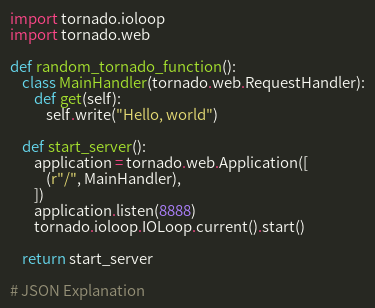 import tornado.ioloop
import tornado.web

def random_tornado_function():
    class MainHandler(tornado.web.RequestHandler):
        def get(self):
            self.write("Hello, world")

    def start_server():
        application = tornado.web.Application([
            (r"/", MainHandler),
        ])
        application.listen(8888)
        tornado.ioloop.IOLoop.current().start()

    return start_server

# JSON Explanation